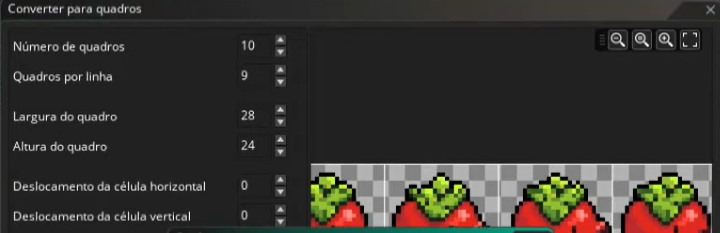 Converter para quadros
Número de quadros 10
Quadros por linha 9
Largura do quadro 28
Altura do quadro 24
Deslocamento da célula horizontal 0
Deslocamento da célula vertical 0